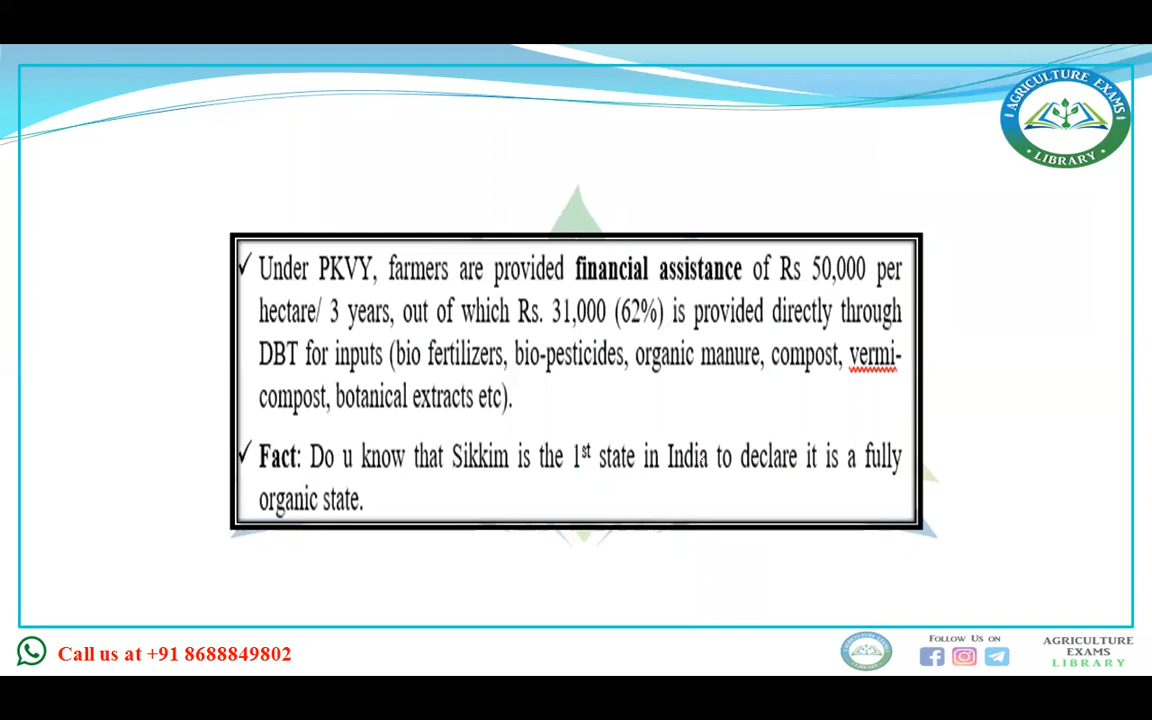 AGRICULTURE EXAMS
LIBRARY
✓ Under PKVY, farmers are provided financial assistance of Rs 50,000 per
hectare/ 3 years, out of which Rs. 31,000 (62%) is provided directly through
DBT for inputs (bio fertilizers, bio-pesticides, organic manure, compost, vermi-
compost, botanical extracts etc).
✓ Fact: Do u know that Sikkim is the 1st state in India to declare it is a fully
organic state.
Call us at +91 8688849802
FOLLOW US ON
AGRICULTURE
EXAMS
LIBRARY